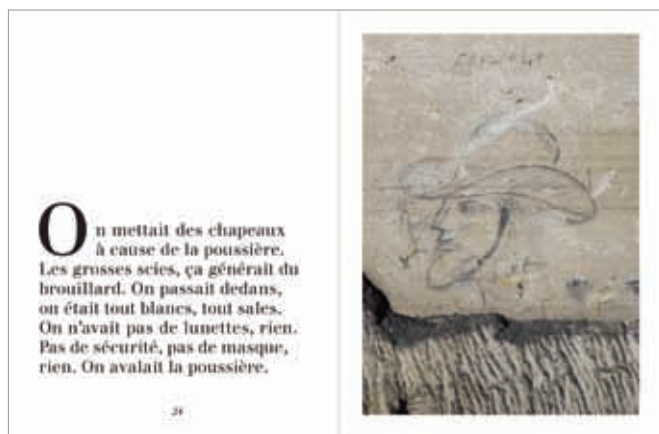 On mettait des chapeaux
à cause de la poussière.
Les grosses scies, ça générait du
brouillard. On passait dedans,
on était tout blancs, tout sales.
On n'avait pas de lunettes, rien.
Pas de sécurité, pas de masque,
rien. On avalait la poussière.
24